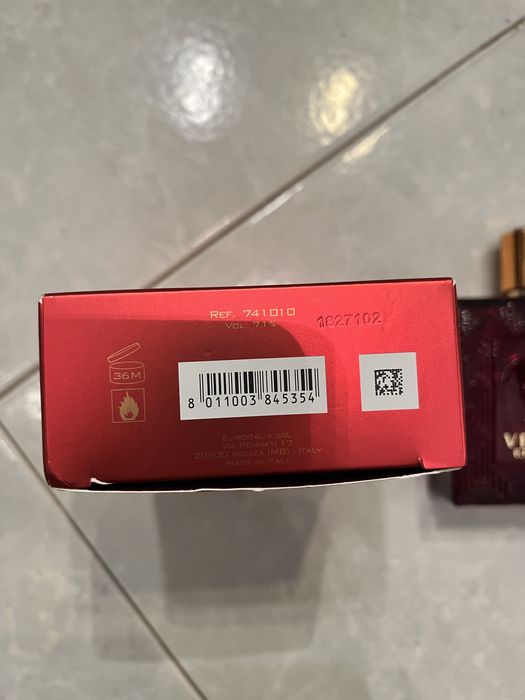 REF. 741010
VOL. 71%
1827102
36M
8 011003 845354
EUROITALIA SRL
VIA PENNATI 17
20900 MONZA (MB) - ITALY
MADE IN ITALY